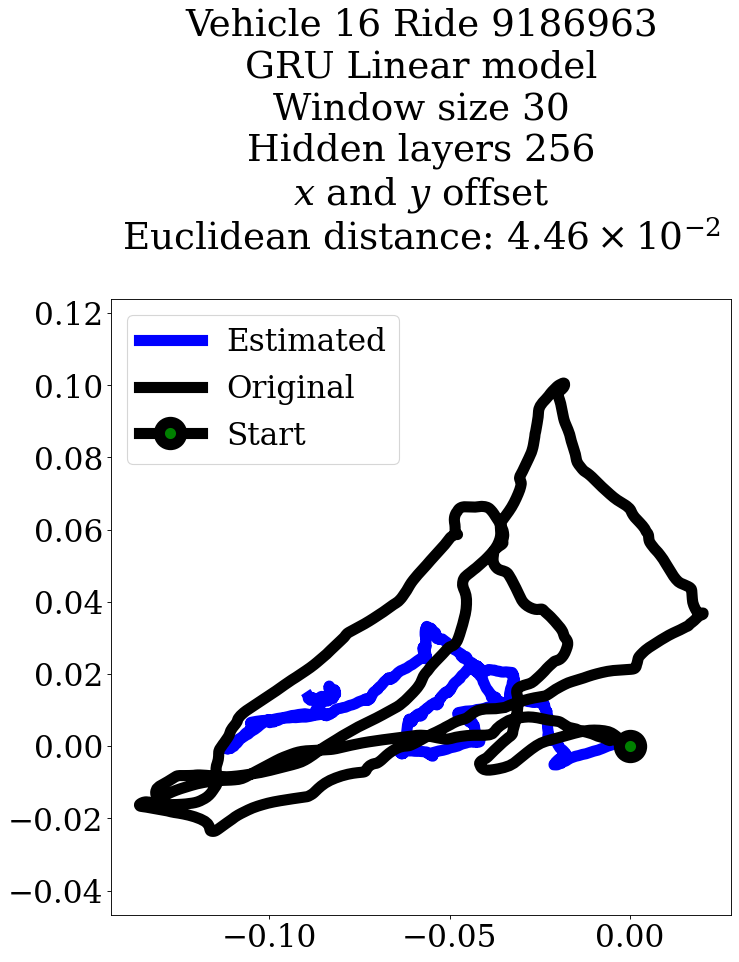 Vehicle 16 Ride 9186963
GRU Linear model
Window size 30
Hidden layers 256
x and y offset
Euclidean distance: 4.46 × 10⁻²
0.12
0.10
0.08
0.06
0.04
0.02
0.00
−0.02
−0.04
Estimated
Original
Start
−0.10 −0.05 0.00